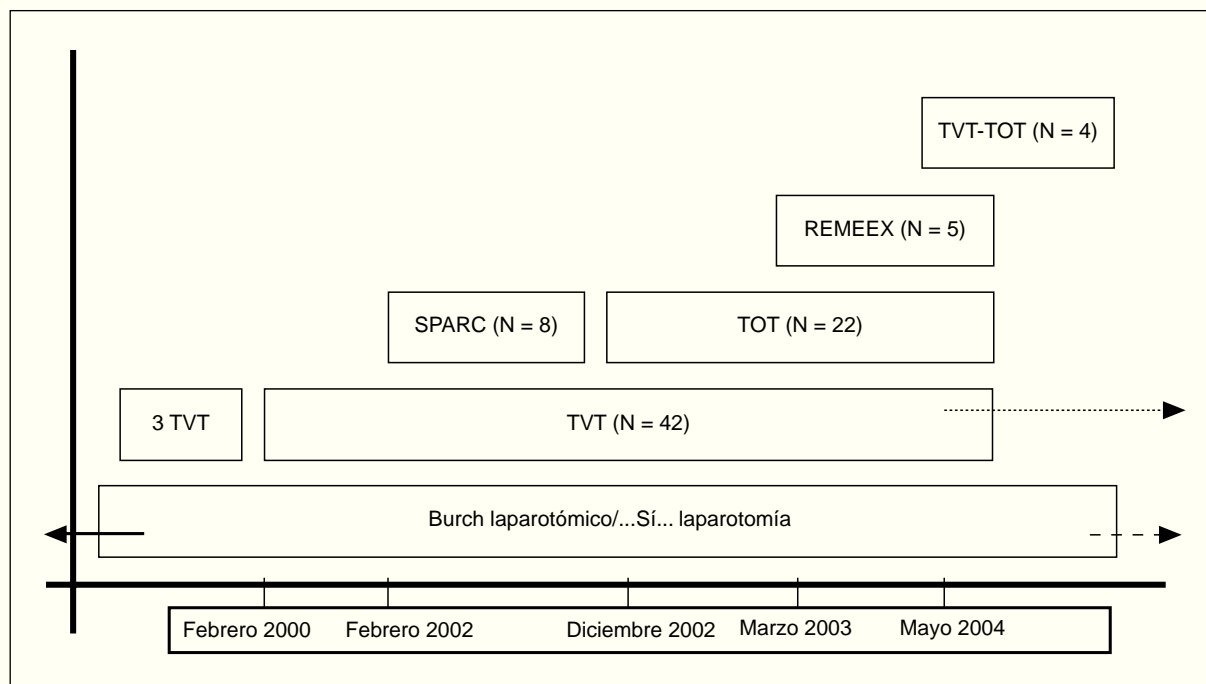 TVT-TOT (N = 4)
REMEEX (N = 5)
SPARC (N = 8)
TOT (N = 22)
3 TVT
TVT (N = 42)
Burch laparotómico/...Sí... laparotomía
Febrero 2000
Febrero 2002
Diciembre 2002
Marzo 2003
Mayo 2004